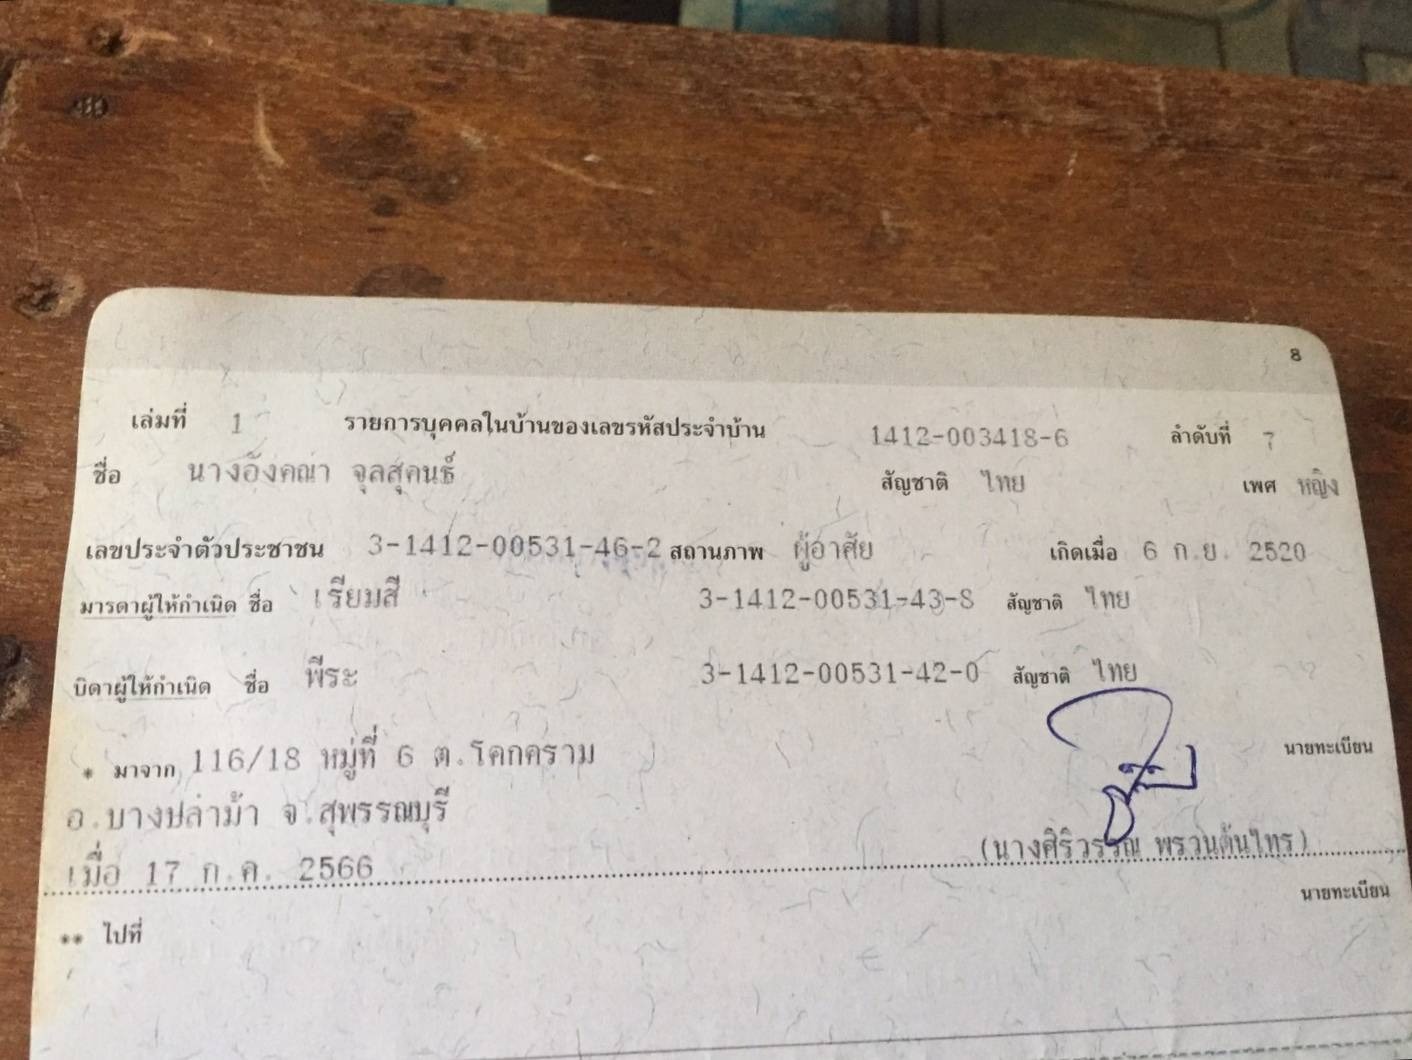 8
เล่มที่ 1 รายการบุคคลในบ้านของเลขรหัสประจำบ้าน 1412-003418-6 ลำดับที่ 7
ชื่อ นางอังคณา จุลสุคนธ์ สัญชาติ ไทย เพศ หญิง
เลขประจำตัวประชาชน 3-1412-00531-46-2 สถานภาพ ผู้อาศัย เกิดเมื่อ 6 ก.ย. 2520
มารดาผู้ให้กำเนิด ชื่อ เรียมสี 3-1412-00531-43-8 สัญชาติ ไทย
บิดาผู้ให้กำเนิด ชื่อ พีระ 3-1412-00531-42-0 สัญชาติ ไทย
* มาจาก 116/18 หมู่ที่ 6 ต.โคกคราม นายทะเบียน
อ.บางปลาม้า จ.สุพรรณบุรี
(นางศิริวรรณ พรวนต้นไทร)
เมื่อ 17 ก.ค. 2566
นายทะเบียน
** ไปที่